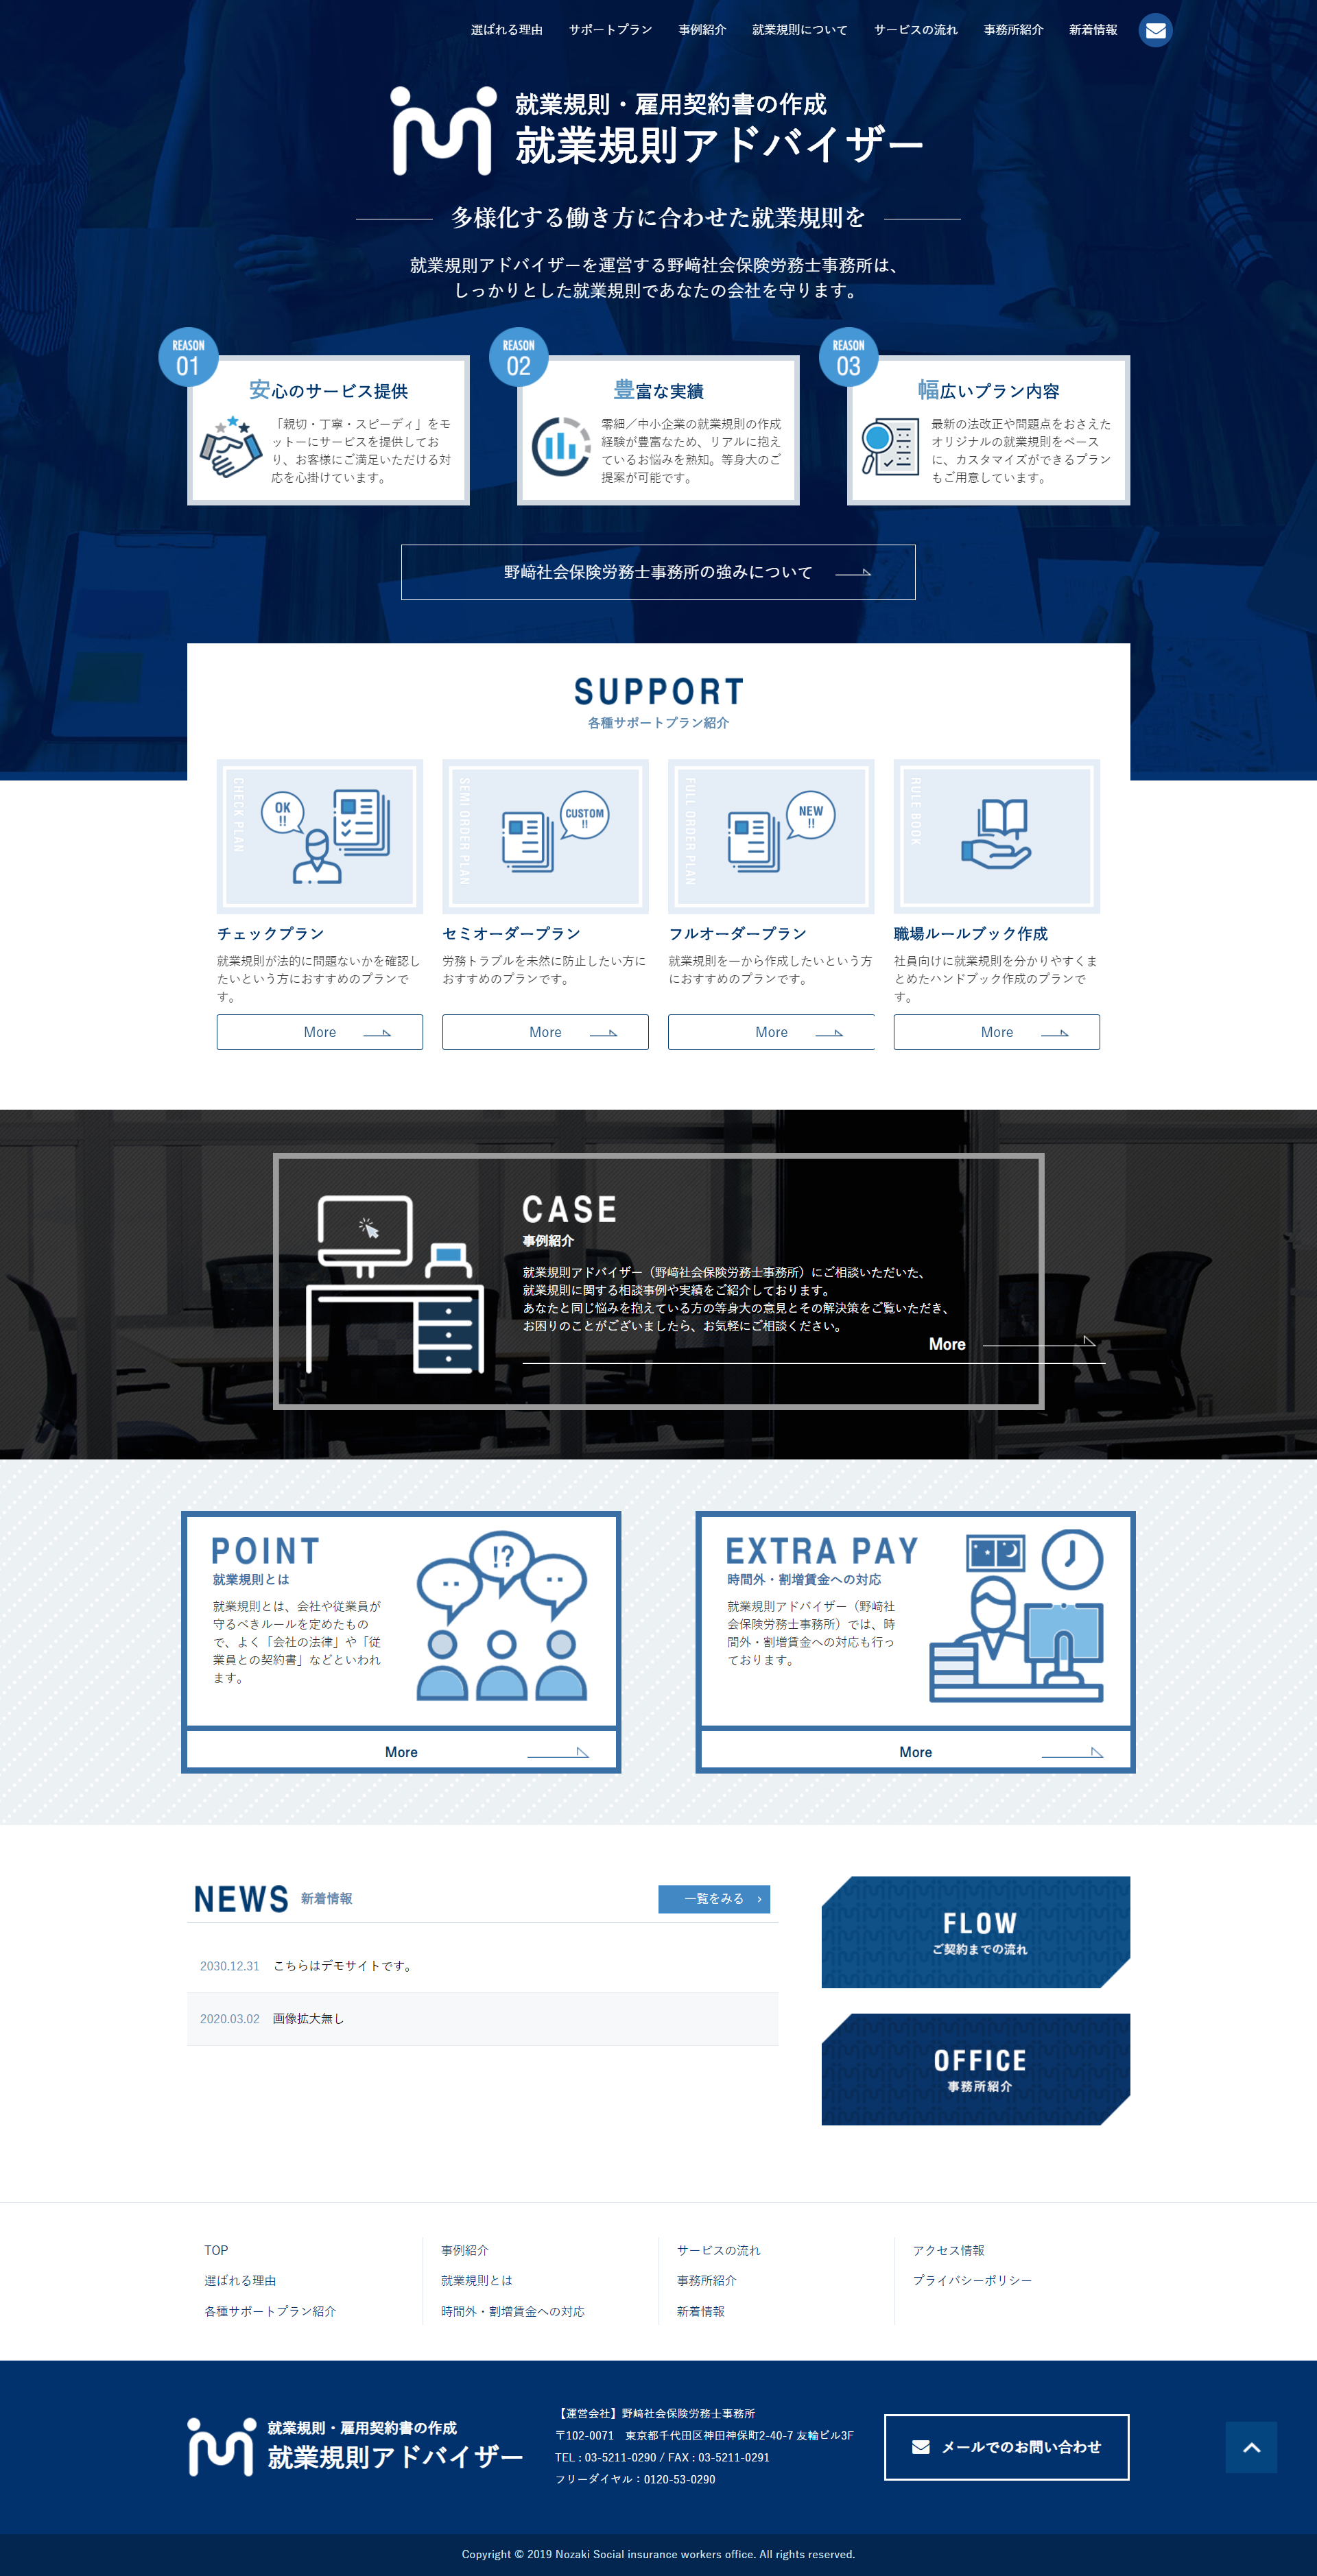 選ばれる理由 サポートプラン 事例紹介 就業規則について サービスの流れ 事務所紹介 新着情報
就業規則・雇用契約書の作成
就業規則アドバイザー
多様化する働き方に合わせた就業規則を
就業規則アドバイザーを運営する野﨑社会保険労務士事務所は、
しっかりとした就業規則であなたの会社を守ります。
REASON
01
安心のサービス提供
「親切・丁寧・スピーディ」をモ
ットーにサービスを提供してお
り、お客様にご満足いただける対
応を心掛けています。
REASON
02
豊富な実績
零細／中小企業の就業規則の作成
経験が豊富なため、リアルに抱え
ているお悩みを熟知。等身大のご
提案が可能です。
REASON
03
幅広いプラン内容
最新の法改正や問題点をおさえた
オリジナルの就業規則をベース
に、カスタマイズができるプラン
もご用意しています。
野﨑社会保険労務士事務所の強みについて
SUPPORT
各種サポートプラン紹介
CHECK PLAN
OK
!!
チェックプラン
就業規則が法的に問題ないかを確認し
たいという方におすすめのプランで
す。
More
SEMI ORDER PLAN
CUSTOM
!!
セミオーダープラン
労務トラブルを未然に防止したい方に
おすすめのプランです。
More
FULL ORDER PLAN
NEW
!!
フルオーダープラン
就業規則を一から作成したいという方
におすすめのプランです。
More
RULE BOOK
職場ルールブック作成
社員向けに就業規則を分かりやすくま
とめたハンドブック作成のプランで
す。
More
CASE
事例紹介
就業規則アドバイザー（野﨑社会保険労務士事務所）にご相談いただいた、
就業規則に関する相談事例や実績をご紹介しております。
あなたと同じ悩みを抱えている方の等身大の意見とその解決策をご覧いただき、
お困りのことがございましたら、お気軽にご相談ください。
More
POINT
就業規則とは
就業規則とは、会社や従業員が
守るべきルールを定めたもの
で、よく「会社の法律」や「従
業員との契約書」などといわれ
ます。
!?
More
EXTRA PAY
時間外・割増賃金への対応
就業規則アドバイザー（野﨑社
会保険労務士事務所）では、時
間外・割増賃金への対応も行っ
ております。
More
NEWS 新着情報
一覧をみる
2030.12.31 こちらはデモサイトです。
2020.03.02 画像拡大無し
FLOW
ご契約までの流れ
OFFICE
事務所紹介
TOP
選ばれる理由
各種サポートプラン紹介
事例紹介
就業規則とは
時間外・割増賃金への対応
サービスの流れ
事務所紹介
新着情報
アクセス情報
プライバシーポリシー
就業規則・雇用契約書の作成
就業規則アドバイザー
【運営会社】野﨑社会保険労務士事務所
〒102-0071　東京都千代田区神田神保町2-40-7 友輪ビル3F
TEL : 03-5211-0290 / FAX : 03-5211-0291
フリーダイヤル：0120-53-0290
メールでのお問い合わせ
Copyright © 2019 Nozaki Social insurance workers office. All rights reserved.